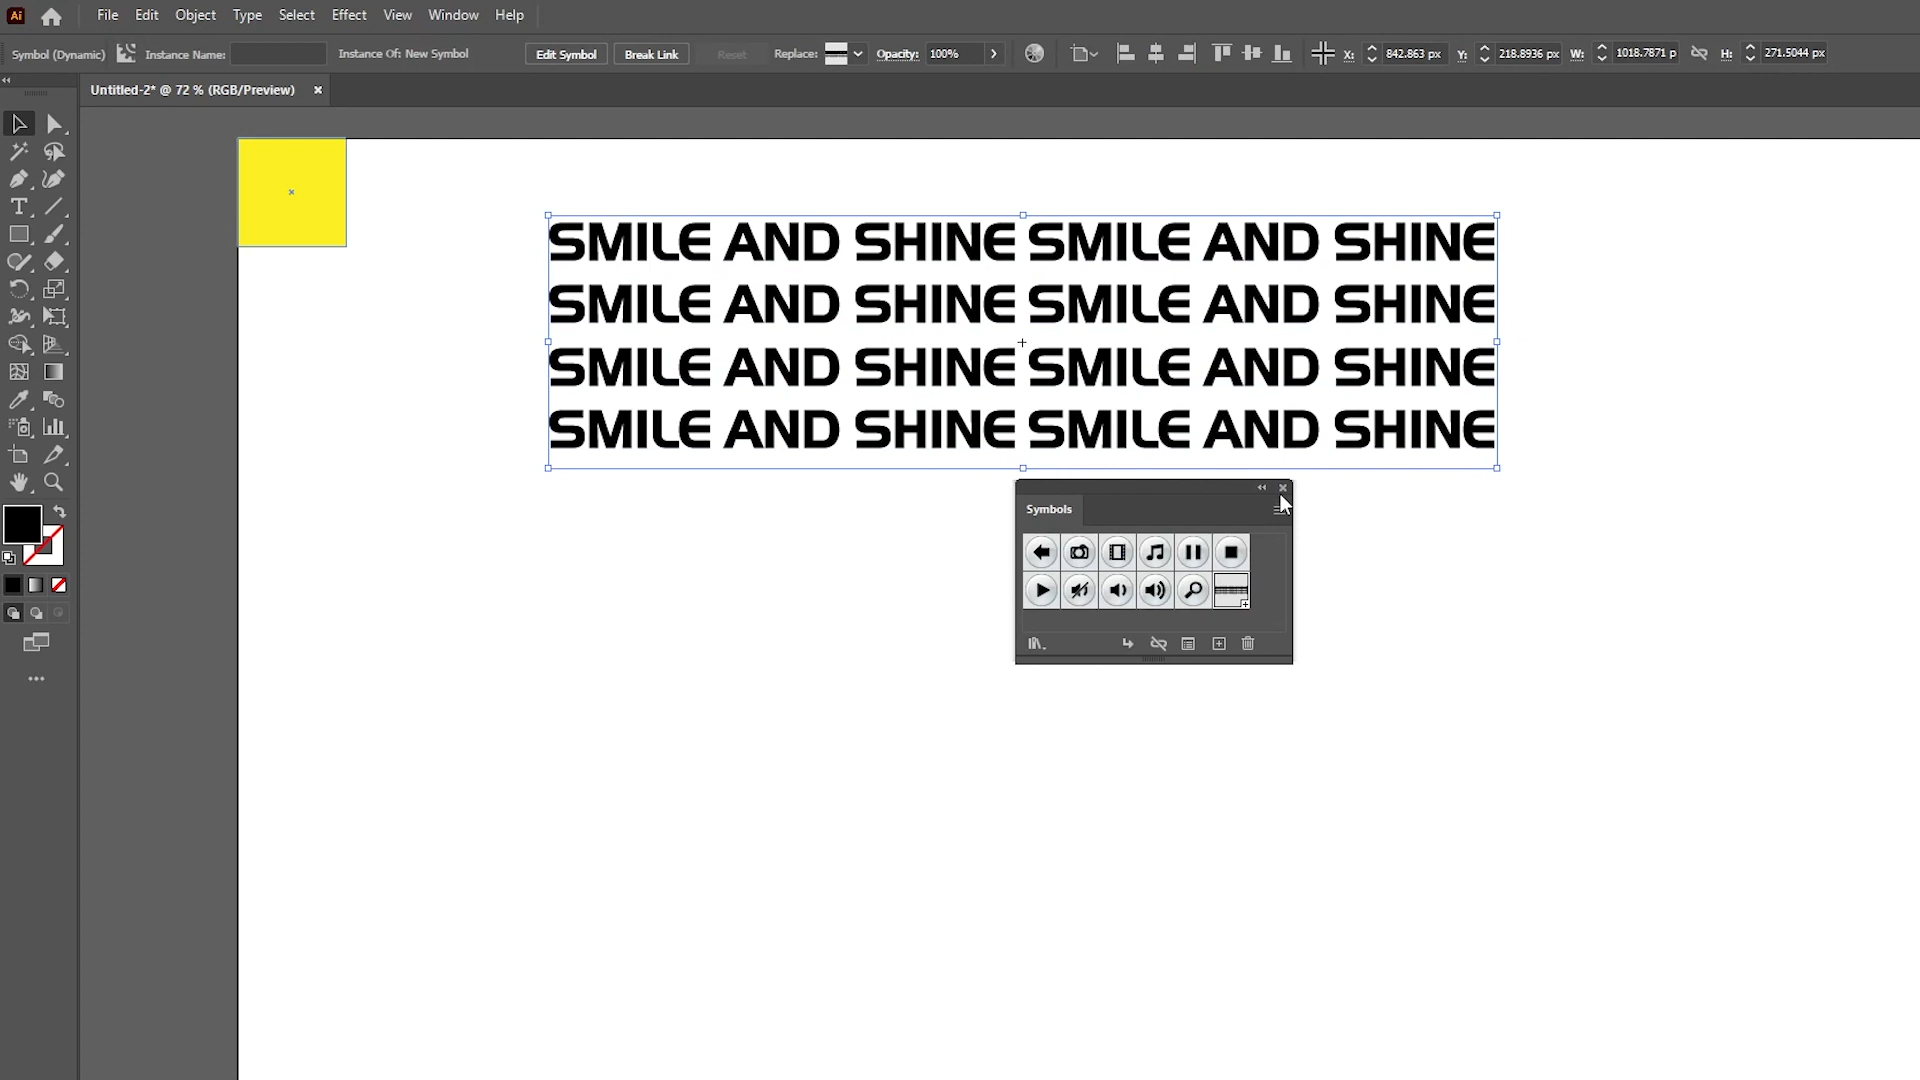 Ai File Edit Object Type Select Effect View Window Help
Symbol (Dynamic) Instance Name: Instance Of: New Symbol Edit Symbol Break Link Reset Replace: Opacity: 100% X: 842.863 px Y: 218.8936 px W: 1018.7871 p H: 271.5044 px
Untitled-2* @ 72 % (RGB/Preview)
SMILE AND SHINE SMILE AND SHINE
SMILE AND SHINE SMILE AND SHINE
SMILE AND SHINE SMILE AND SHINE
SMILE AND SHINE SMILE AND SHINE
Symbols